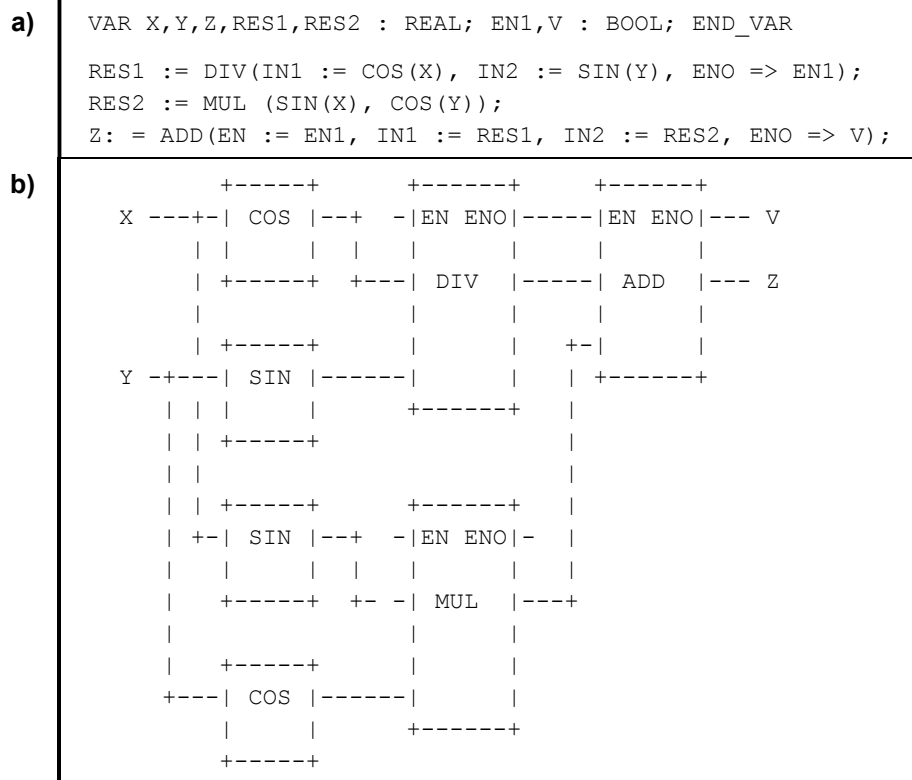 a)
VAR X,Y,Z,RES1,RES2 : REAL; EN1,V : BOOL; END_VAR
RES1 := DIV(IN1 := COS(X), IN2 := SIN(Y), ENO => EN1);
RES2 := MUL (SIN(X), COS(Y));
Z: = ADD(EN := EN1, IN1 := RES1, IN2 := RES2, ENO => V);
b)
         +-----+      +------+    +------+
  X ---+-| COS |--+  -|EN ENO|-----|EN ENO|--- V
       | |     |  |   |      |     |      |
       | +-----+  +---| DIV  |-----| ADD  |--- Z
       |              |      |     |      |
       | +-----+      |      |   +-|      |
  Y -+---| SIN |------|      |   | +------+
     | | |     |      +------+   |
     | | +-----+                 |
     | |                         |
     | | +-----+      +------+   |
     | +-| SIN |--+  -|EN ENO|-  |
     |   |     |  |   |      |   |
     |   +-----+  +- -| MUL  |---+
     |                |      |
     |   +-----+      |      |
     +---| COS |------|      |
         |     |      +------+
         +-----+